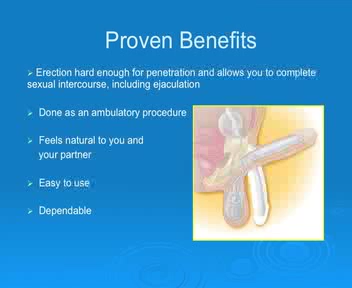 Proven Benefits
Erection hard enough for penetration and allows you to complete
sexual intercourse, including ejaculation
Done as an ambulatory procedure
Feels natural to you and
your partner
Easy to use
Dependable